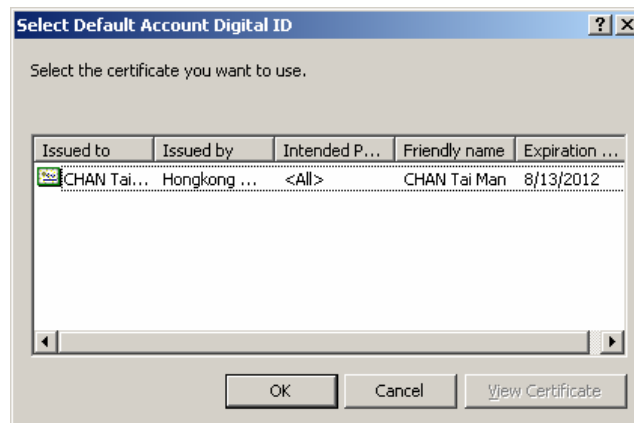 Select Default Account Digital ID
Select the certificate you want to use.
Issued to Issued by Intended P... Friendly name Expiration ...
CHAN Tai... Hongkong ... <All> CHAN Tai Man 8/13/2012
OK Cancel View Certificate